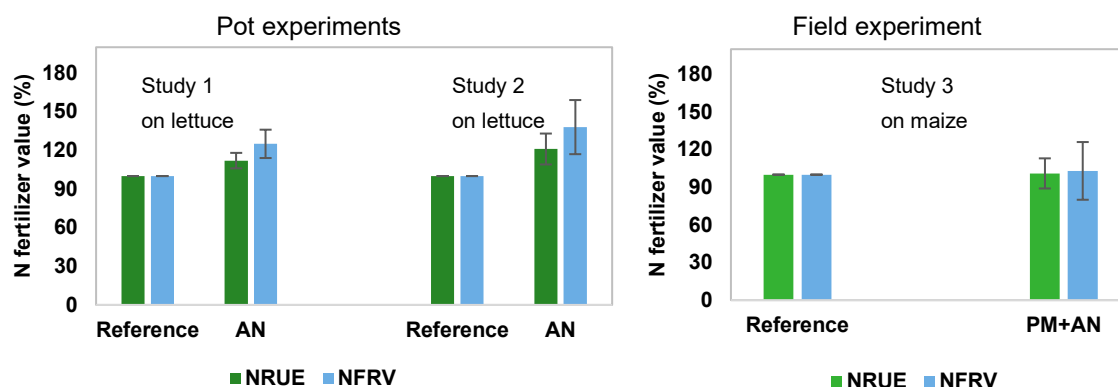 Pot experiments
N fertilizer value (%)
180
150
120
90
60
30
0
Study 1
on lettuce
Study 2
on lettuce
Reference
AN
Reference
AN
NRUE
NFRV
Field experiment
N fertilizer value (%)
180
150
120
90
60
30
0
Study 3
on maize
Reference
PM+AN
NRUE
NFRV